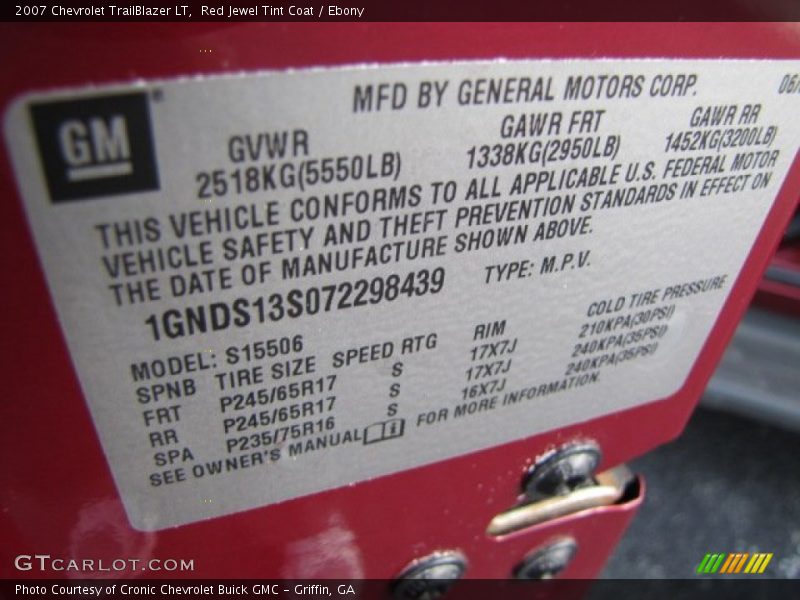 2007 Chevrolet TrailBlazer LT,  Red Jewel Tint Coat / Ebony
GM
MFD BY GENERAL MOTORS CORP.
06/
GVWR GAWR FRT GAWR RR
2518KG(5550LB) 1338KG(2950LB) 1452KG(3200LB)
THIS VEHICLE CONFORMS TO ALL APPLICABLE U.S. FEDERAL MOTOR
VEHICLE SAFETY AND THEFT PREVENTION STANDARDS IN EFFECT ON
THE DATE OF MANUFACTURE SHOWN ABOVE.
1GNDS13S072298439 TYPE: M.P.V.
MODEL: S15506
SPNB TIRE SIZE SPEED RTG RIM COLD TIRE PRESSURE
FRT P245/65R17 S 17X7J 210KPA(30PSI)
RR P245/65R17 S 17X7J 240KPA(35PSI)
SPA P235/75R16 S 16X7J 240KPA(35PSI)
SEE OWNER'S MANUAL FOR MORE INFORMATION.
GTCARLOT.COM
Photo Courtesy of Cronic Chevrolet Buick GMC - Griffin, GA